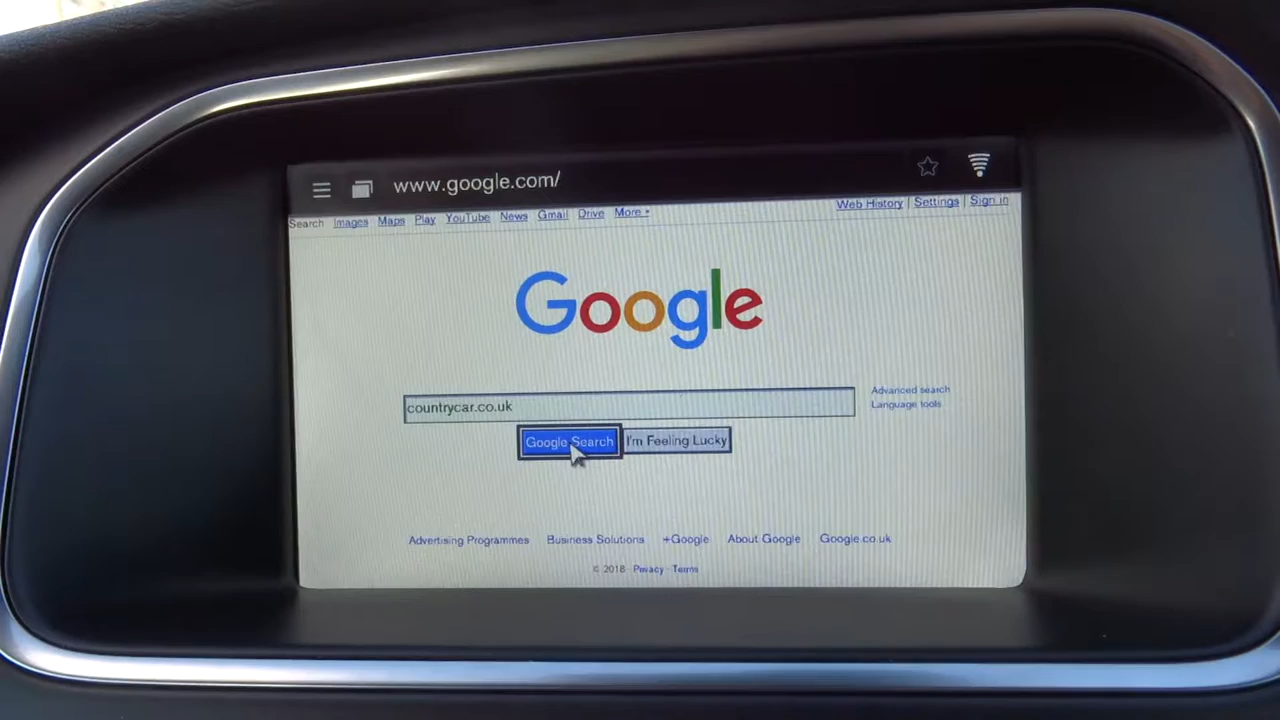 www.google.com/
Search Images Maps Play YouTube News Gmail Drive More
Web History | Settings | Sign in
Google
countrycar.co.uk
Advanced search
Language tools
Google Search I'm Feeling Lucky
Advertising Programmes Business Solutions +Google About Google Google.co.uk
© 2018 - Privacy - Terms